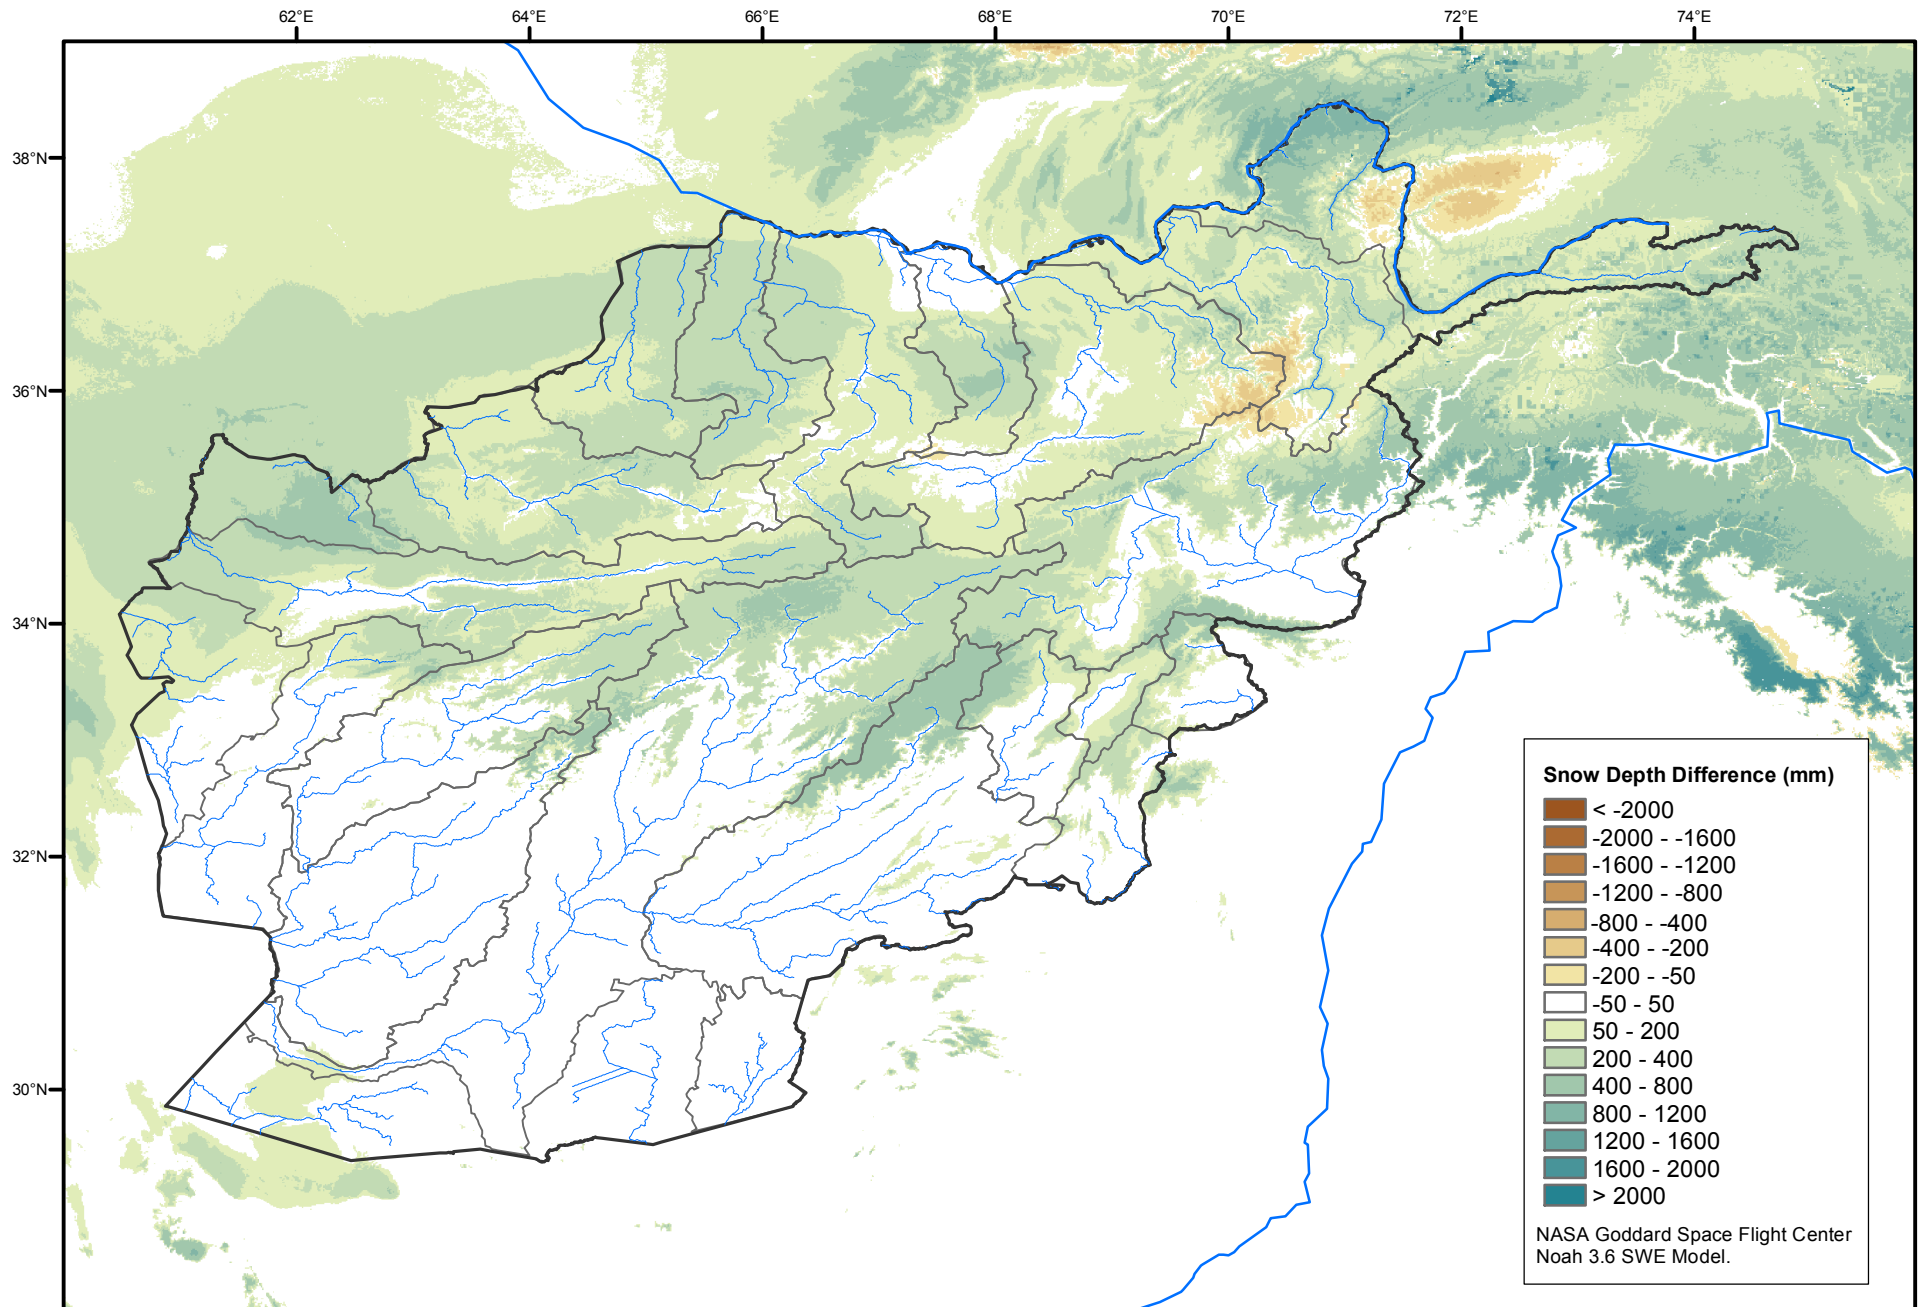 62°E 64°E 66°E 68°E 70°E 72°E 74°E
38°N
36°N
34°N
32°N
30°N
Snow Depth Difference (mm)
< -2000
-2000 - -1600
-1600 - -1200
-1200 - -800
-800 - -400
-400 - -200
-200 - -50
-50 - 50
50 - 200
200 - 400
400 - 800
800 - 1200
1200 - 1600
1600 - 2000
> 2000
NASA Goddard Space Flight Center
Noah 3.6 SWE Model.